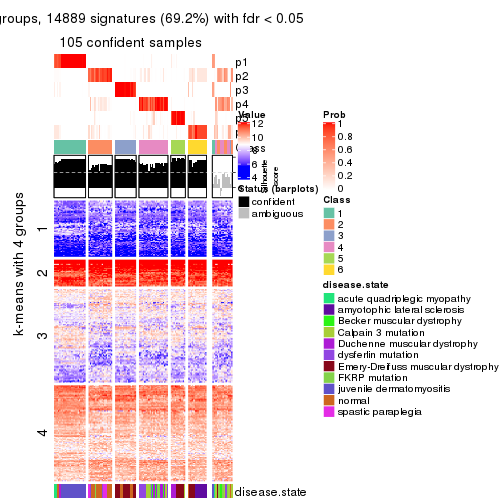 groups, 14889 signatures (69.2%) with fdr < 0.05
105 confident samples
p1
p2
p3
p4
Value
12
10
8
6
4
Class
Silhouette
score
Status (barplots)
confident
ambiguous
Prob
1
0.8
0.6
0.4
0.2
0
Class
1
2
3
4
5
6
disease.state
acute quadriplegic myopathy
amyotophic lateral sclerosis
Becker muscular dystrophy
Calpain 3 mutation
Duchenne muscular dystrophy
dysferlin mutation
Emery-Dreifuss muscular dystrophy
FKRP mutation
juvenile dermatomyositis
normal
spastic paraplegia
k-means with 4 groups
1
2
3
4
disease.state